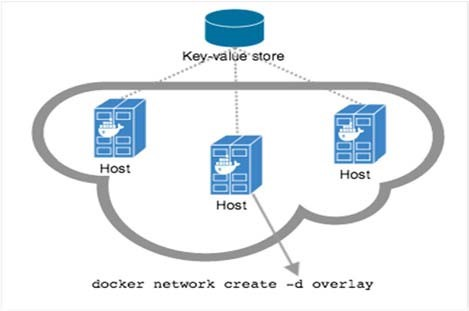 Key-value store
Host
Host
Host
docker network create -d overlay